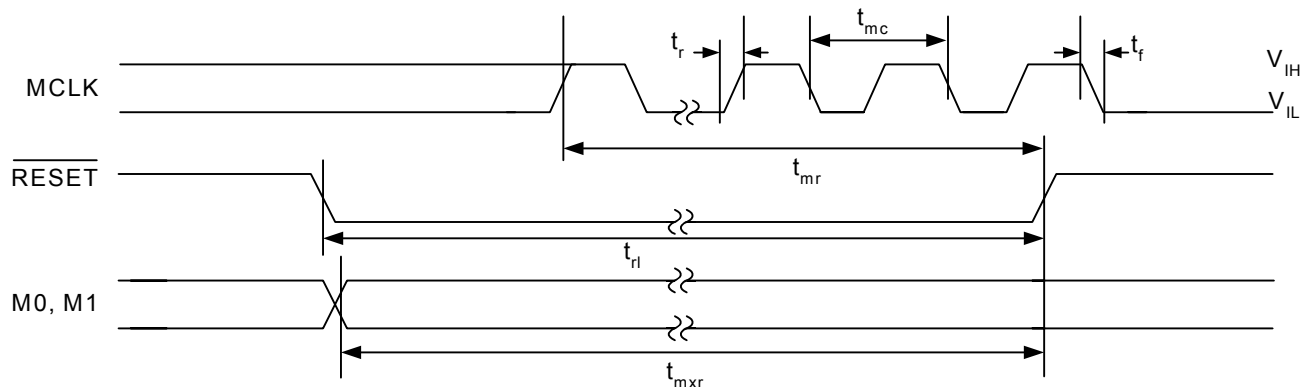 t_mc
t_r
t_f
V_IH
MCLK
V_IL
RESET
t_mr
t_rl
M0, M1
t_mxr